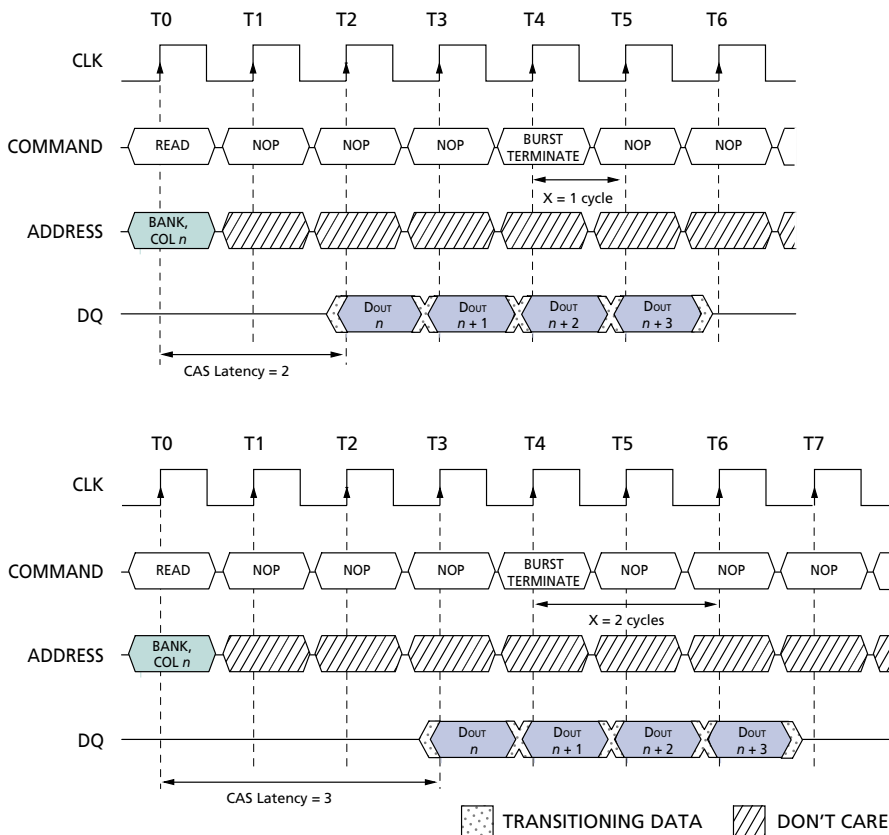 T0 T1 T2 T3 T4 T5 T6
CLK
COMMAND READ NOP NOP NOP BURST TERMINATE NOP NOP
X = 1 cycle
ADDRESS BANK, COL n
DQ DOUT n DOUT n + 1 DOUT n + 2 DOUT n + 3
CAS Latency = 2
T0 T1 T2 T3 T4 T5 T6 T7
CLK
COMMAND READ NOP NOP NOP BURST TERMINATE NOP NOP NOP
X = 2 cycles
ADDRESS BANK, COL n
DQ DOUT n DOUT n + 1 DOUT n + 2 DOUT n + 3
CAS Latency = 3
TRANSITIONING DATA DON'T CARE